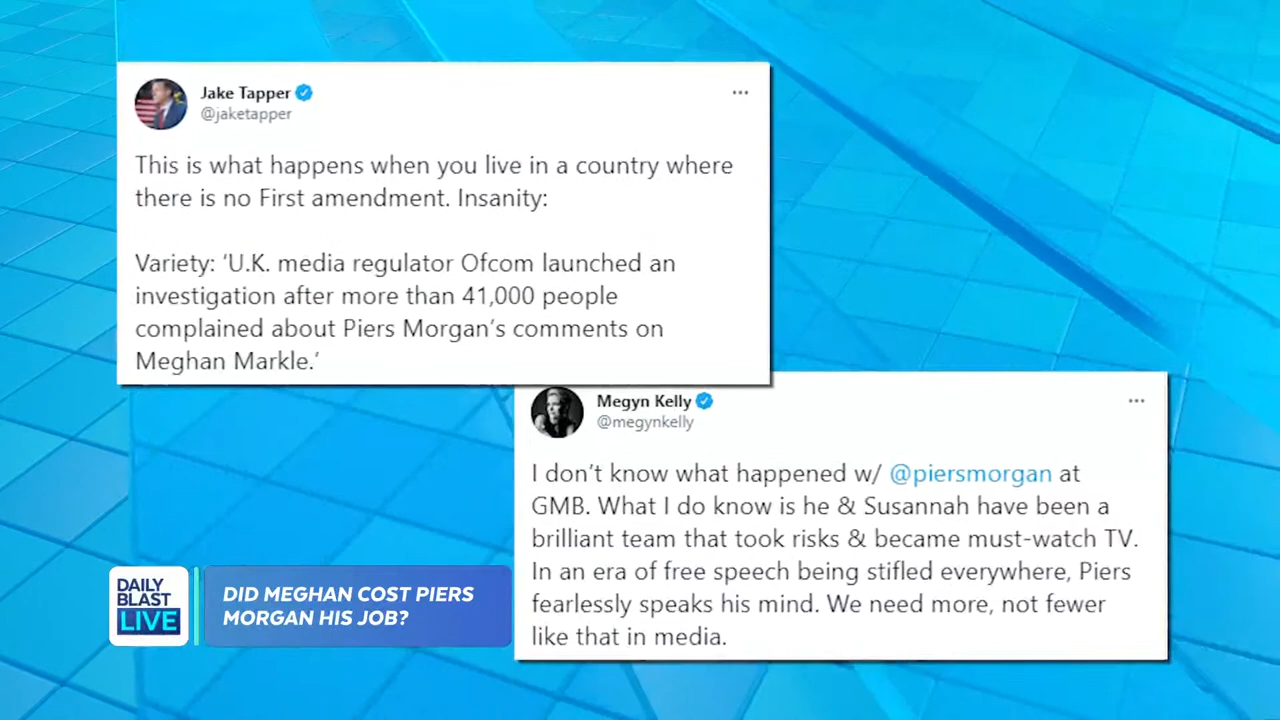 Jake Tapper
@jaketapper
This is what happens when you live in a country where
there is no First amendment. Insanity:
Variety: ‘U.K. media regulator Ofcom launched an
investigation after more than 41,000 people
complained about Piers Morgan’s comments on
Meghan Markle.’
Megyn Kelly
@megynkelly
I don’t know what happened w/ @piersmorgan at
GMB. What I do know is he & Susannah have been a
brilliant team that took risks & became must-watch TV.
In an era of free speech being stifled everywhere, Piers
fearlessly speaks his mind. We need more, not fewer
like that in media.
DAILY
BLAST
LIVE
DID MEGHAN COST PIERS
MORGAN HIS JOB?